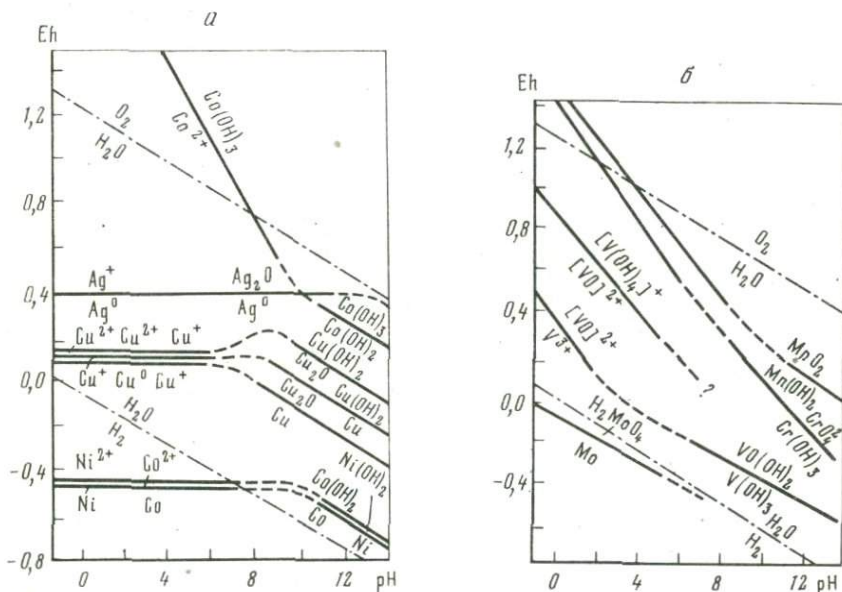 а
Eh
1,2
0,8
0,4
0,0
-0,4
-0,8
O₂
H₂O
Co(OH)₃
Co²⁺
Ag⁺
Ag₂O
Ag⁰
Ag⁰
Cu²⁺ Cu²⁺ Cu⁺
Cu⁺ Cu⁰ Cu⁺
H₂O
H₂
Ni²⁺ Co²⁺
Ni
Co
Co(OH)₃
Co(OH)₂
Cu(OH)₂
Cu₂O
Cu(OH)₂
Cu
Cu₂O
Cu
Ni(OH)₂
Co(OH)₂
Co
Ni
0 4 8 12 pH
б
Eh
1,2
0,8
0,4
0,0
-0,4
O₂
H₂O
[V(OH)₄]⁺
[VO]²⁺
[VO]²⁺
V³⁺
?
MnO₂
Mn(OH)₂
CrO₄²
Cr(OH)₃
H₂MoO₄
Mo
VO(OH)₂
V(OH)₃
H₂O
H₂
0 4 8 12 pH